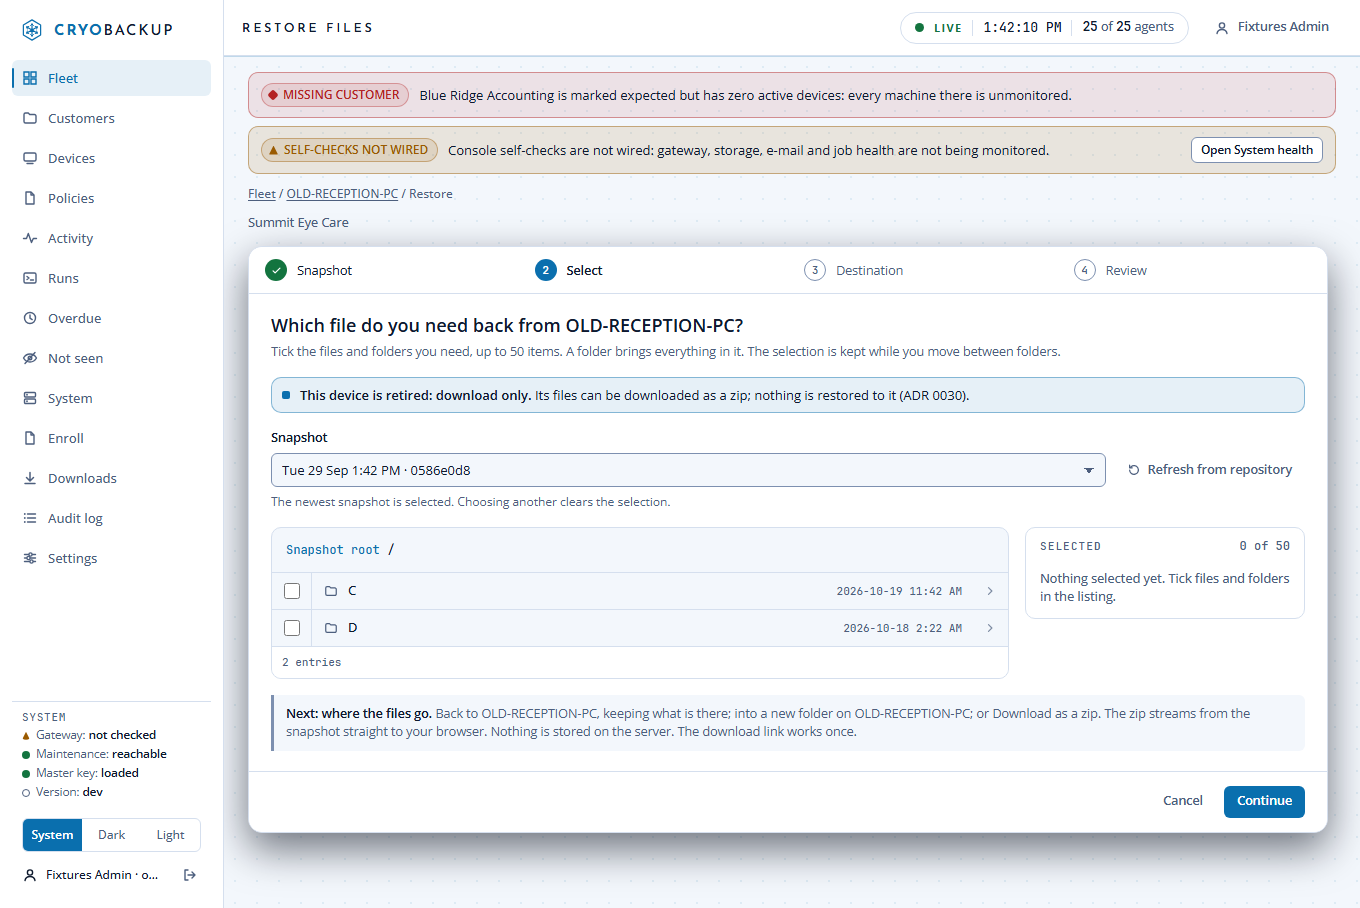 CRYOBACKUP
RESTORE FILES
LIVE 1:42:10 PM 25 of 25 agents
Fixtures Admin
Fleet
Customers
Devices
Policies
Activity
Runs
Overdue
Not seen
System
Enroll
Downloads
Audit log
Settings
SYSTEM
Gateway: not checked
Maintenance: reachable
Master key: loaded
Version: dev
System Dark Light
Fixtures Admin · o...
MISSING CUSTOMER Blue Ridge Accounting is marked expected but has zero active devices: every machine there is unmonitored.
SELF-CHECKS NOT WIRED Console self-checks are not wired: gateway, storage, e-mail and job health are not being monitored. Open System health
Fleet / OLD-RECEPTION-PC / Restore
Summit Eye Care
Snapshot 2 Select 3 Destination 4 Review
Which file do you need back from OLD-RECEPTION-PC?
Tick the files and folders you need, up to 50 items. A folder brings everything in it. The selection is kept while you move between folders.
This device is retired: download only. Its files can be downloaded as a zip; nothing is restored to it (ADR 0030).
Snapshot
Tue 29 Sep 1:42 PM · 0586e0d8
Refresh from repository
The newest snapshot is selected. Choosing another clears the selection.
Snapshot root /
C 2026-10-19 11:42 AM
D 2026-10-18 2:22 AM
2 entries
SELECTED 0 of 50
Nothing selected yet. Tick files and folders
in the listing.
Next: where the files go. Back to OLD-RECEPTION-PC, keeping what is there; into a new folder on OLD-RECEPTION-PC; or Download as a zip. The zip streams from the
snapshot straight to your browser. Nothing is stored on the server. The download link works once.
Cancel Continue